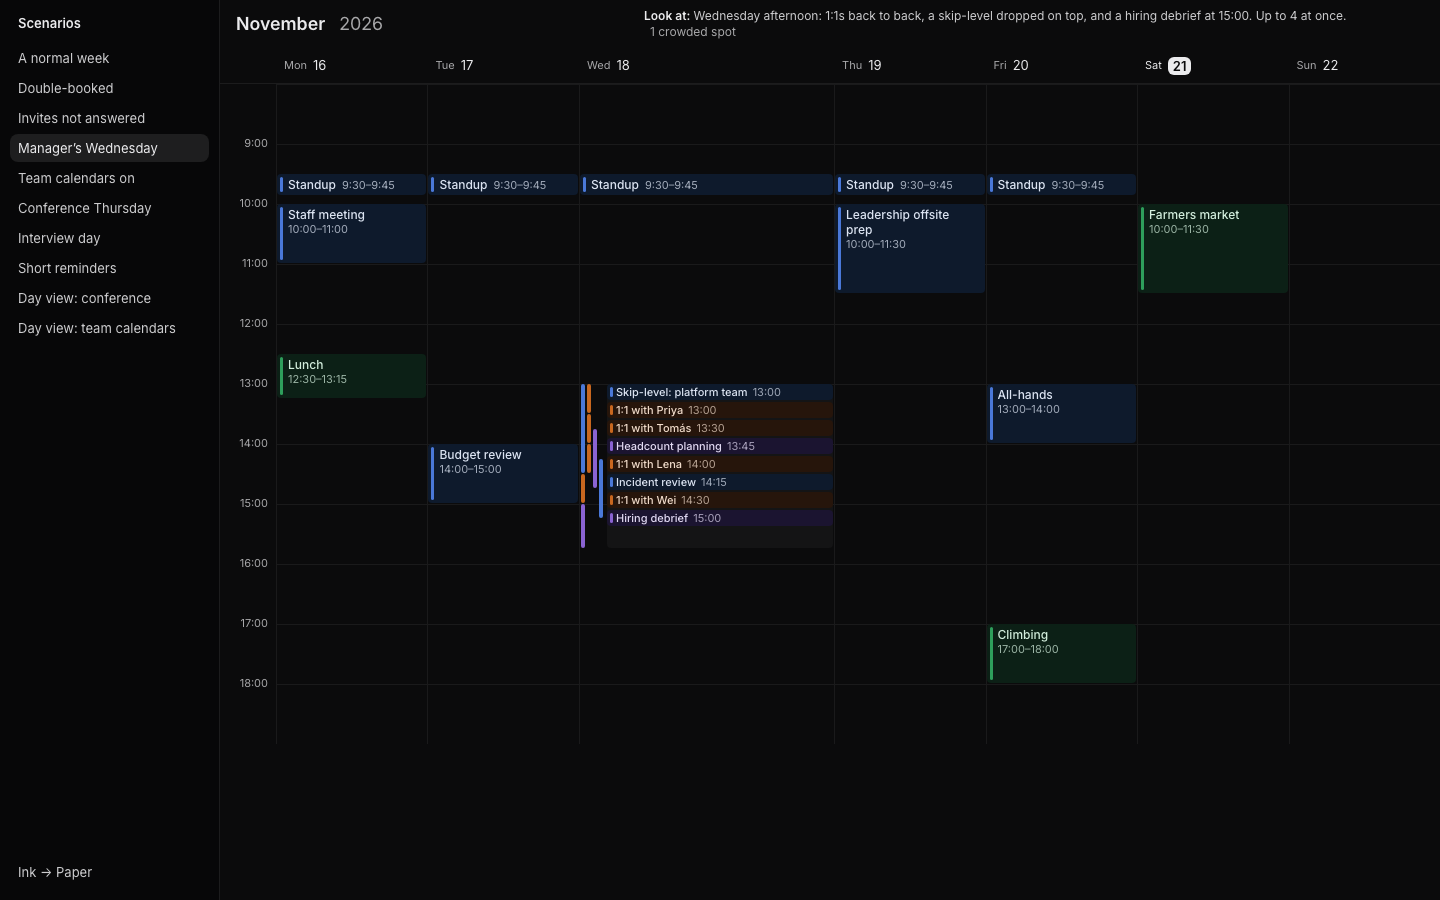 Scenarios
A normal week
Double-booked
Invites not answered
Manager’s Wednesday
Team calendars on
Conference Thursday
Interview day
Short reminders
Day view: conference
Day view: team calendars
Ink → Paper
November 2026
Look at: Wednesday afternoon: 1:1s back to back, a skip-level dropped on top, and a hiring debrief at 15:00. Up to 4 at once.
1 crowded spot
Mon 16
Tue 17
Wed 18
Thu 19
Fri 20
Sat 21
Sun 22
9:00
10:00
11:00
12:00
13:00
14:00
15:00
16:00
17:00
18:00
Standup 9:30–9:45
Staff meeting
10:00–11:00
Lunch
12:30–13:15
Standup 9:30–9:45
Budget review
14:00–15:00
Standup 9:30–9:45
Skip-level: platform team 13:00
1:1 with Priya 13:00
1:1 with Tomás 13:30
Headcount planning 13:45
1:1 with Lena 14:00
Incident review 14:15
1:1 with Wei 14:30
Hiring debrief 15:00
Standup 9:30–9:45
Leadership offsite
prep
10:00–11:30
Standup 9:30–9:45
All-hands
13:00–14:00
Climbing
17:00–18:00
Farmers market
10:00–11:30